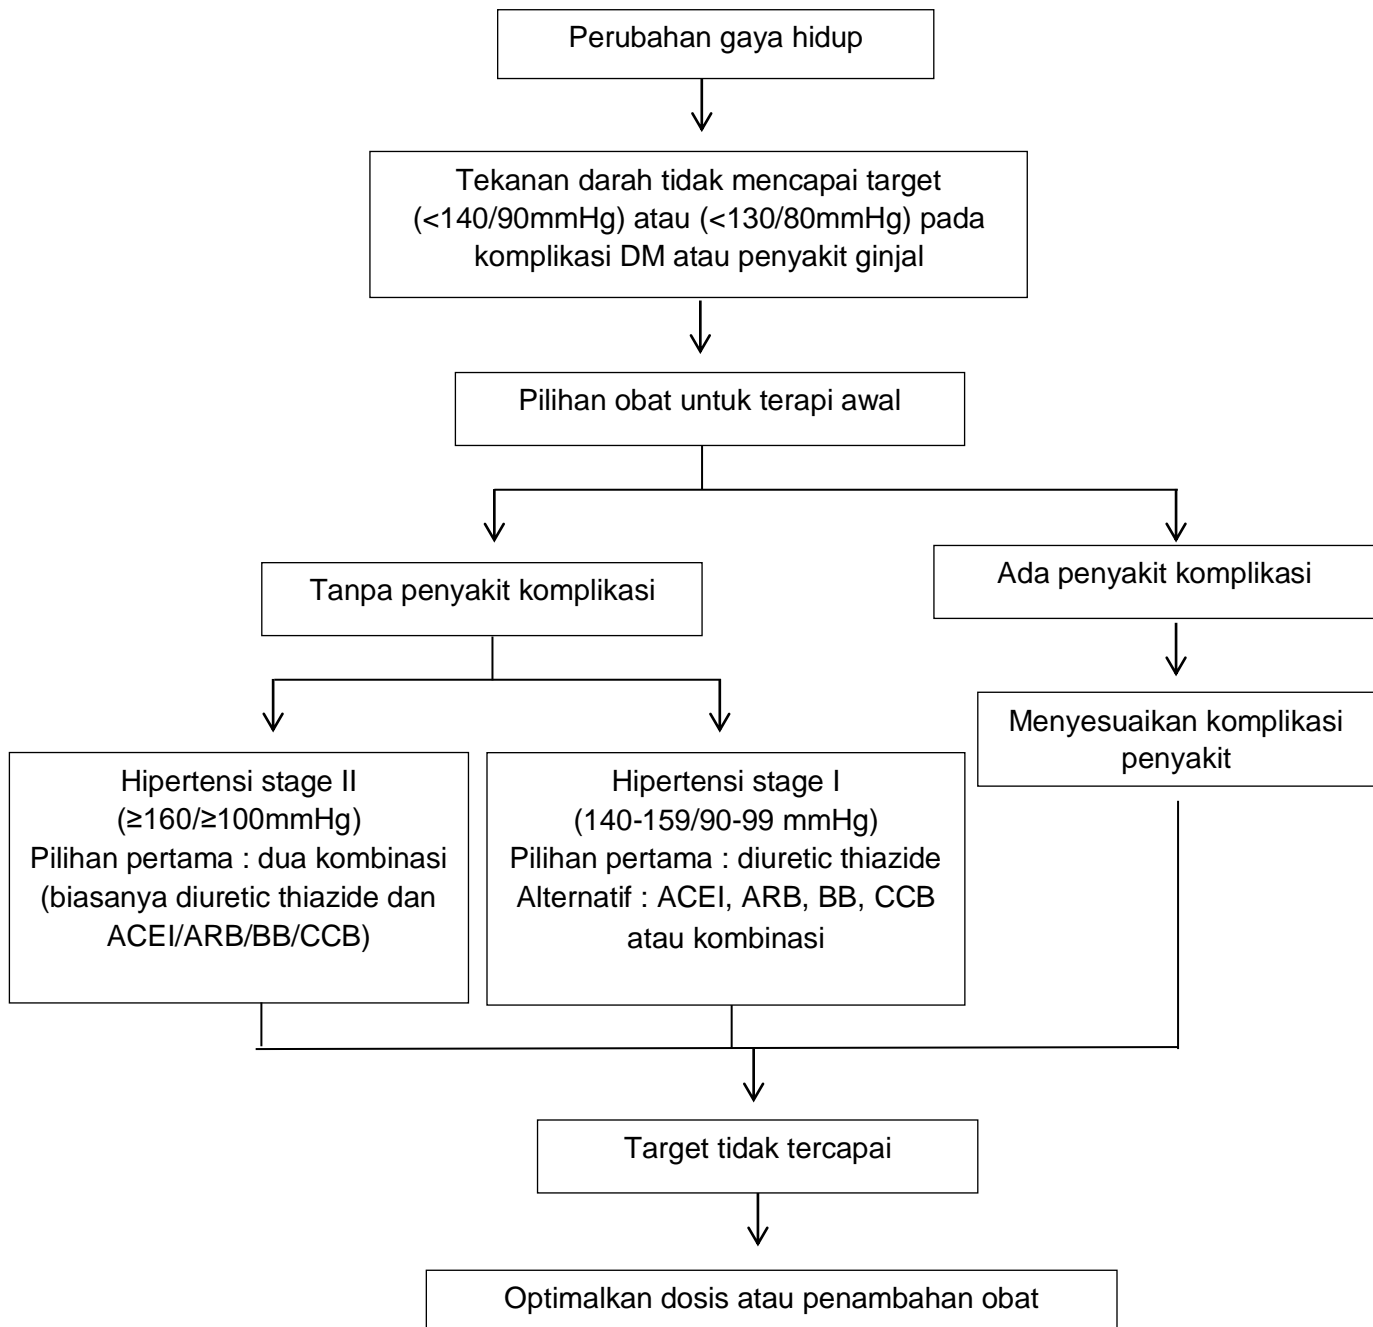 Perubahan gaya hidup
Tekanan darah tidak mencapai target
(<140/90mmHg) atau (<130/80mmHg) pada
komplikasi DM atau penyakit ginjal
Pilihan obat untuk terapi awal
Tanpa penyakit komplikasi
Ada penyakit komplikasi
Hipertensi stage II
(≥160/≥100mmHg)
Pilihan pertama : dua kombinasi
(biasanya diuretic thiazide dan
ACEI/ARB/BB/CCB)
Hipertensi stage I
(140-159/90-99 mmHg)
Pilihan pertama : diuretic thiazide
Alternatif : ACEI, ARB, BB, CCB
atau kombinasi
Menyesuaikan komplikasi
penyakit
Target tidak tercapai
Optimalkan dosis atau penambahan obat